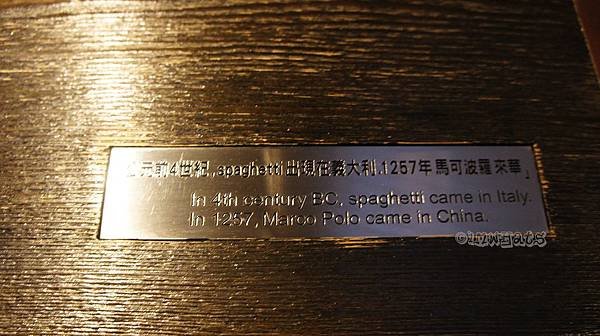 公元前4世紀,spaghetti出現在義大利.1257年 馬可波羅 來華」
In 4th century BC, spaghetti came in Italy.
In 1257, Marco Polo came in China.